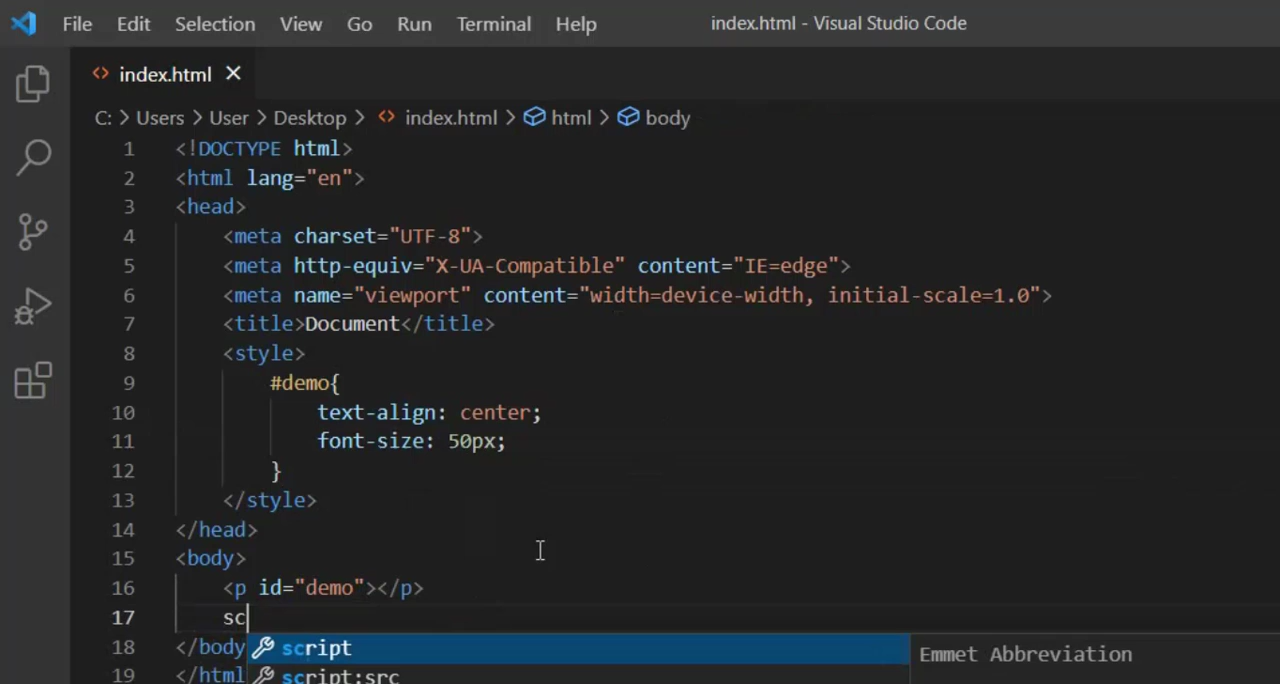 File Edit Selection View Go Run Terminal Help index.html - Visual Studio Code
index.html
C: > Users > User > Desktop > index.html > html > body
1 <!DOCTYPE html>
2 <html lang="en">
3 <head>
4 <meta charset="UTF-8">
5 <meta http-equiv="X-UA-Compatible" content="IE=edge">
6 <meta name="viewport" content="width=device-width, initial-scale=1.0">
7 <title>Document</title>
8 <style>
9 #demo{
10 text-align: center;
11 font-size: 50px;
12 }
13 </style>
14 </head>
15 <body>
16 <p id="demo"></p>
17 sc
18 </body script Emmet Abbreviation
19 </html script:src